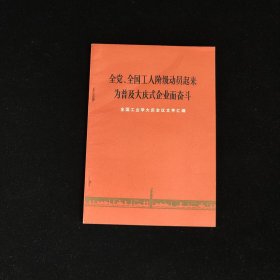 全党、全国工人阶级动员起来
为普及大庆式企业而奋斗
全国工业学大庆会议文件汇编